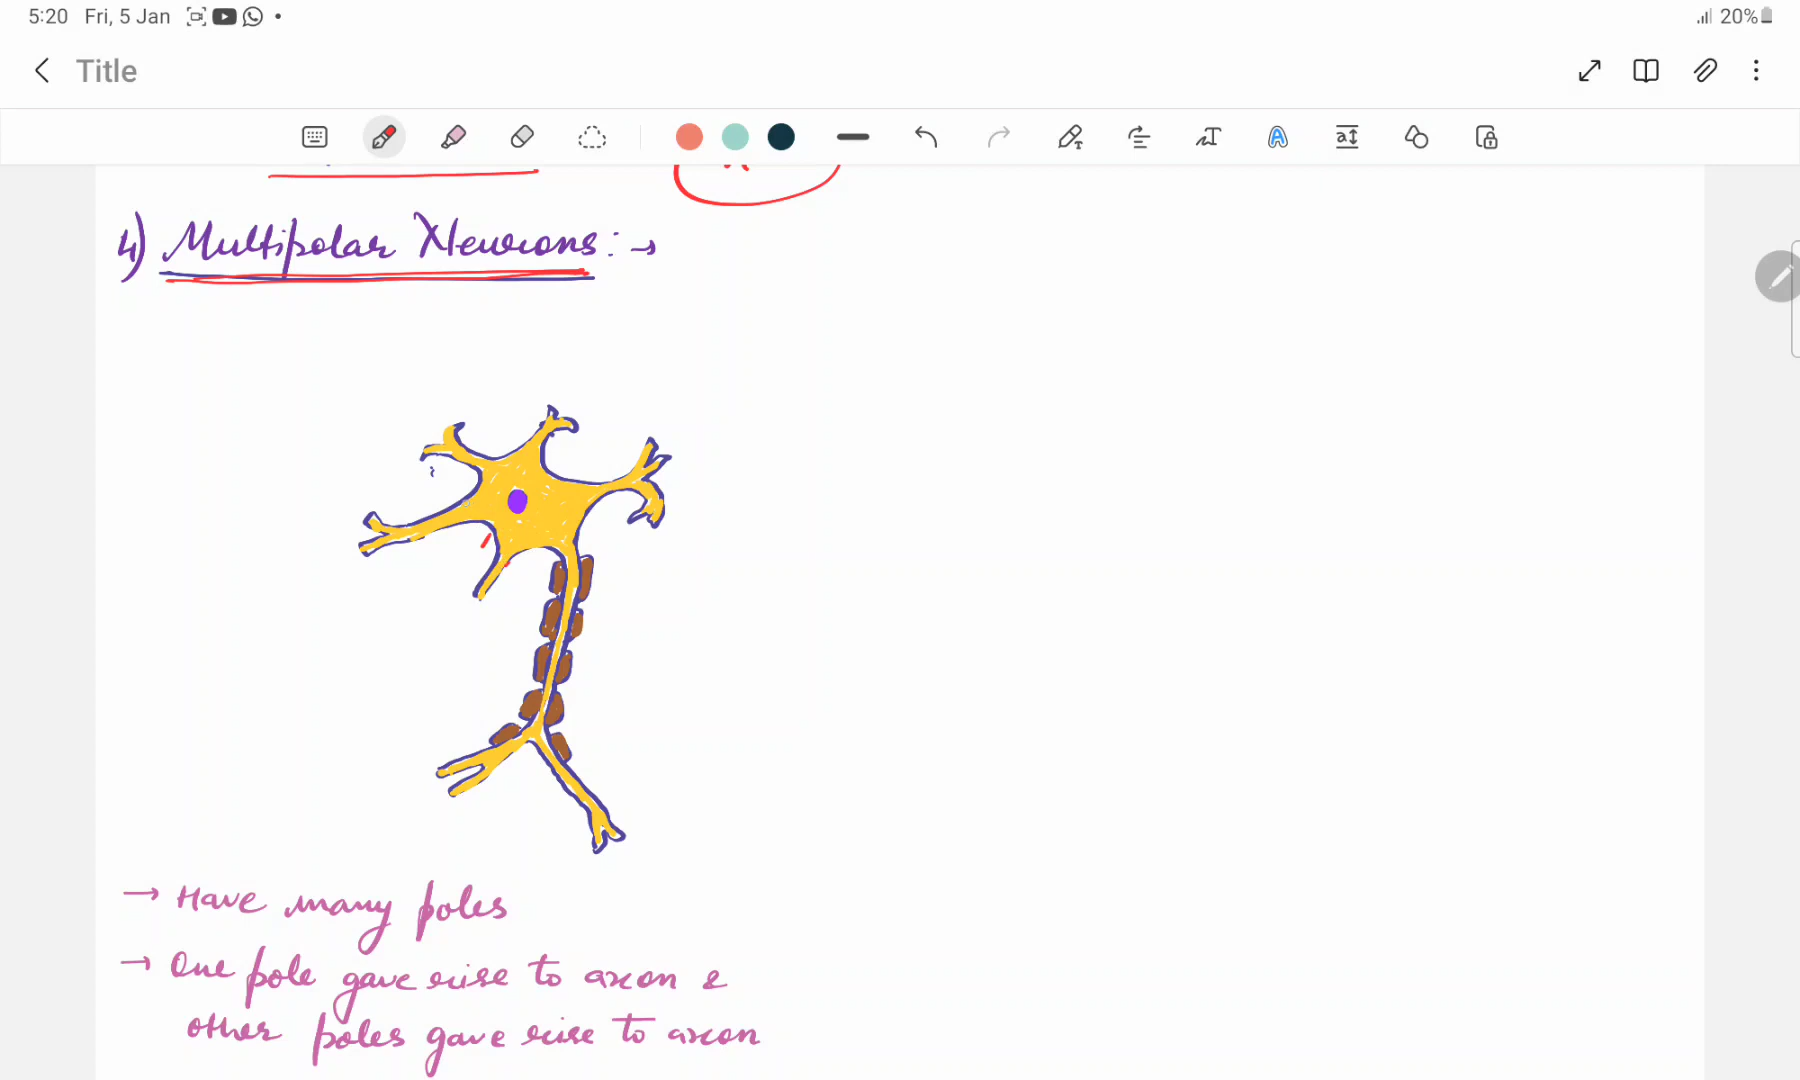 5:20 Fri, 5 Jan 20%
Title
4) Multipolar Neurons :→
→ Have many poles
→ One pole gave rise to axon &
other poles gave rise to axon